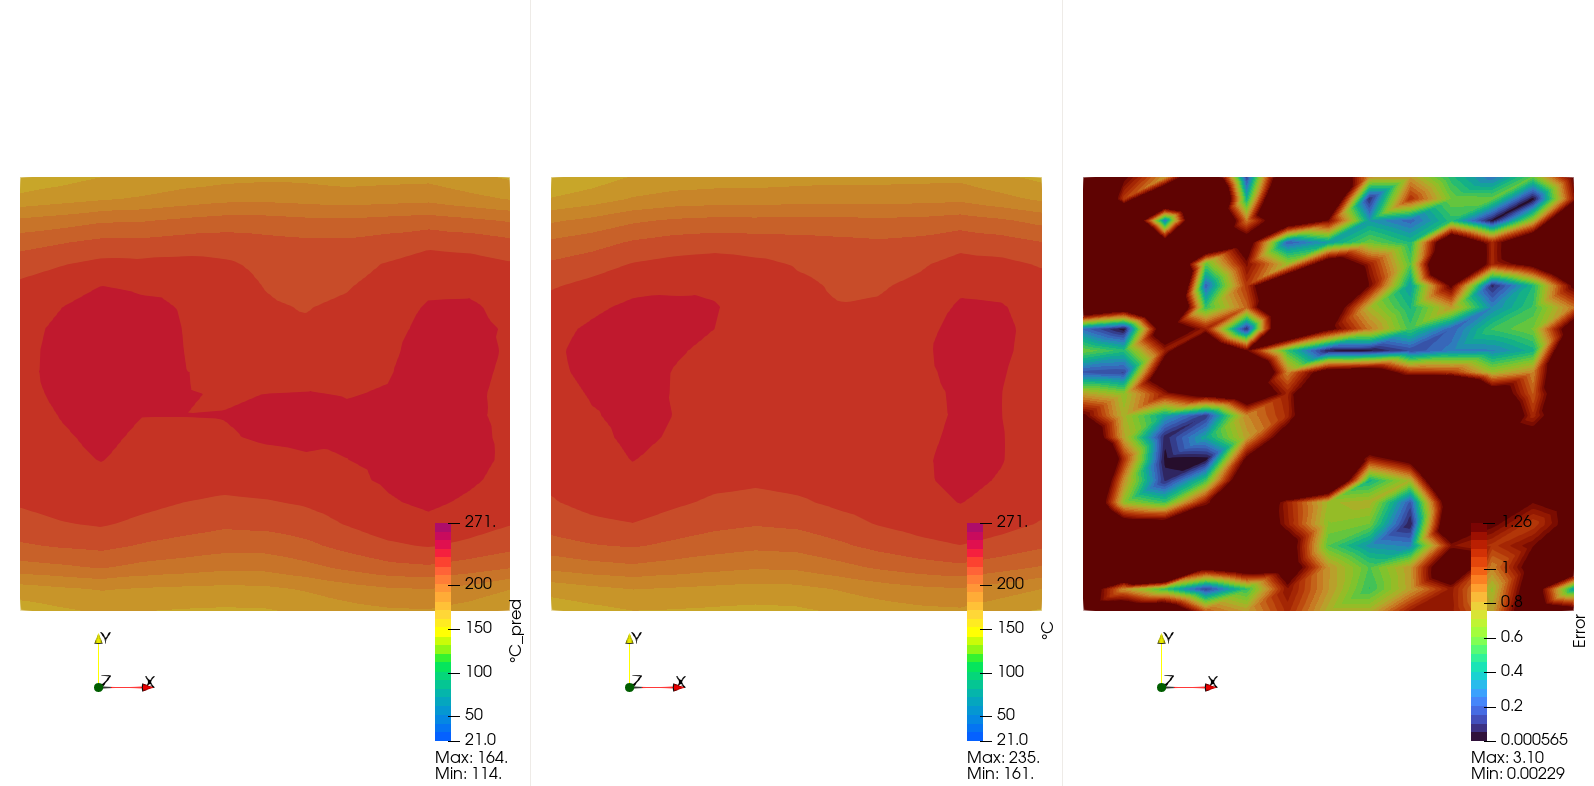 271.
200
150
100
50
21.0
°C_pred
Max: 164.
Min: 114.
Y
Z
X
271.
200
150
100
50
21.0
°C
Max: 235.
Min: 161.
Y
Z
X
1.26
1
0.8
0.6
0.4
0.2
0.000565
Error
Max: 3.10
Min: 0.00229
Y
Z
X